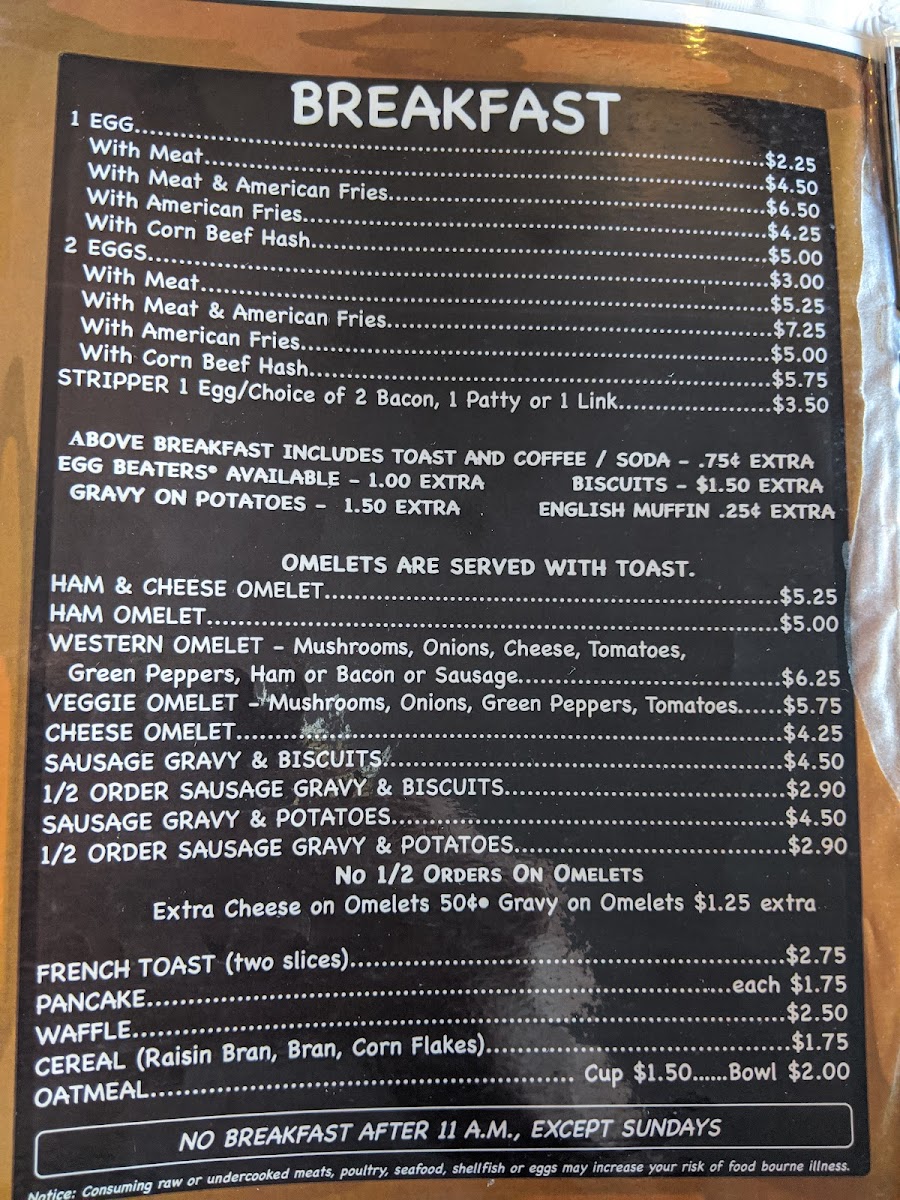 BREAKFAST
1 EGG........$2.25
With Meat........$4.50
With Meat & American Fries........$6.50
With American Fries........$4.25
With Corn Beef Hash........$5.00
2 EGGS........$3.00
With Meat........$5.25
With Meat & American Fries........$7.25
With American Fries........$5.00
With Corn Beef Hash........$5.75
STRIPPER 1 Egg/Choice of 2 Bacon, 1 Patty or 1 Link........$3.50
ABOVE BREAKFAST INCLUDES TOAST AND COFFEE / SODA - .75¢ EXTRA
EGG BEATERS® AVAILABLE - 1.00 EXTRA BISCUITS - $1.50 EXTRA
GRAVY ON POTATOES - 1.50 EXTRA ENGLISH MUFFIN .25¢ EXTRA
OMELETS ARE SERVED WITH TOAST.
HAM & CHEESE OMELET........$5.25
HAM OMELET........$5.00
WESTERN OMELET - Mushrooms, Onions, Cheese, Tomatoes,
Green Peppers, Ham or Bacon or Sausage........$6.25
VEGGIE OMELET - Mushrooms, Onions, Green Peppers, Tomatoes......$5.75
CHEESE OMELET........$4.25
SAUSAGE GRAVY & BISCUITS........$4.50
1/2 ORDER SAUSAGE GRAVY & BISCUITS........$2.90
SAUSAGE GRAVY & POTATOES........$4.50
1/2 ORDER SAUSAGE GRAVY & POTATOES........$2.90
No 1/2 Orders On Omelets
Extra Cheese on Omelets 50¢• Gravy on Omelets $1.25 extra
FRENCH TOAST (two slices)........$2.75
PANCAKE........each $1.75
WAFFLE........$2.50
CEREAL (Raisin Bran, Bran, Corn Flakes)........$1.75
OATMEAL........ Cup $1.50......Bowl $2.00
NO BREAKFAST AFTER 11 A.M., EXCEPT SUNDAYS
Notice: Consuming raw or undercooked meats, poultry, seafood, shellfish or eggs may increase your risk of food bourne illness.